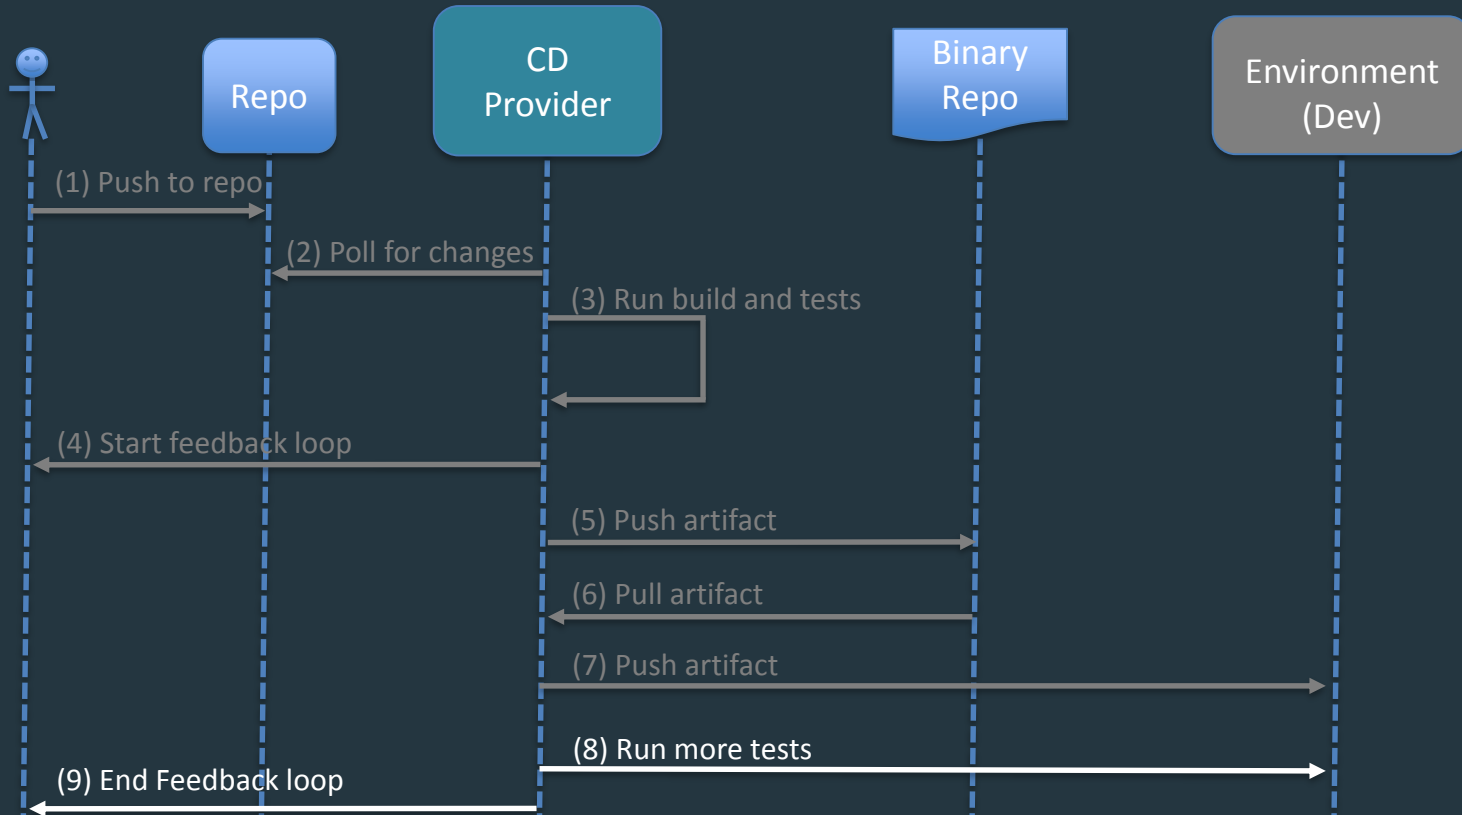 Repo
CD
Provider
Binary
Repo
Environment
(Dev)
(1) Push to repo
(2) Poll for changes
(3) Run build and tests
(4) Start feedback loop
(5) Push artifact
(6) Pull artifact
(7) Push artifact
(8) Run more tests
(9) End Feedback loop